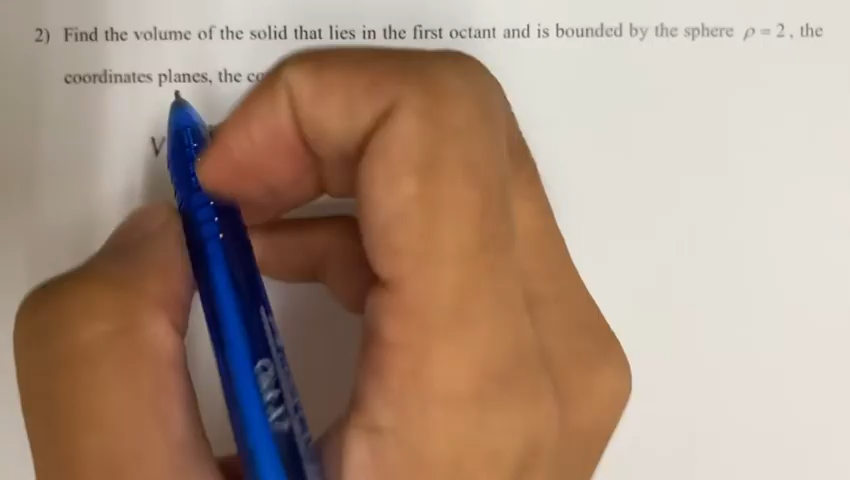 2) Find the volume of the solid that lies in the first octant and is bounded by the sphere ρ = 2, the
coordinates planes, the
V